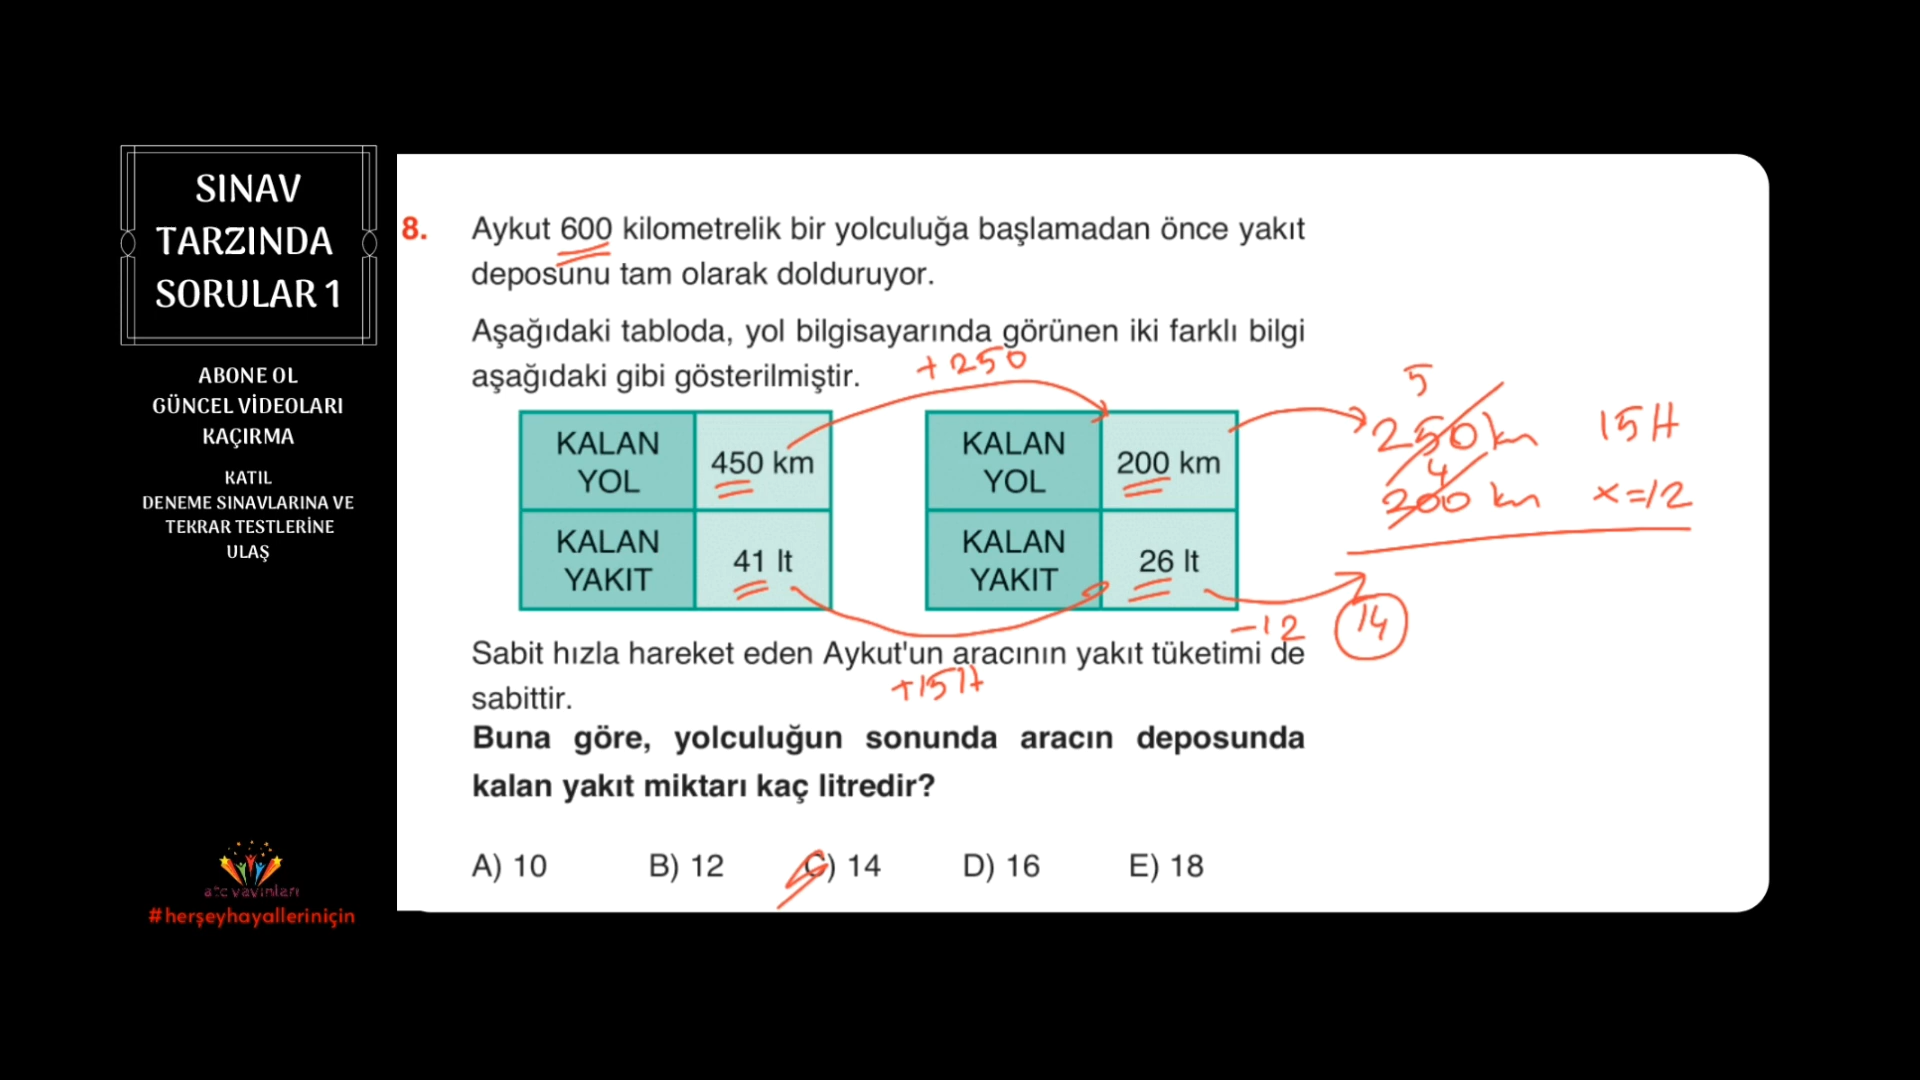 SINAV
TARZINDA
SORULAR 1
ABONE OL
GÜNCEL VİDEOLARI
KAÇIRMA
KATIL
DENEME SINAVLARINA VE
TEKRAR TESTLERİNE
ULAŞ
atc yayınları
#herşeyhayalleriniçin
8. Aykut 600 kilometrelik bir yolculuğa başlamadan önce yakıt
deposunu tam olarak dolduruyor.
Aşağıdaki tabloda, yol bilgisayarında görünen iki farklı bilgi
aşağıdaki gibi gösterilmiştir.
+250
KALAN YOL 450 km
KALAN YAKIT 41 lt
KALAN YOL 200 km
KALAN YAKIT 26 lt
5
250 km 15 lt
4
200 km x=12
-12 14
Sabit hızla hareket eden Aykut'un aracının yakıt tüketimi de
+15 lt
sabittir.
Buna göre, yolculuğun sonunda aracın deposunda
kalan yakıt miktarı kaç litredir?
A) 10 B) 12 C) 14 D) 16 E) 18